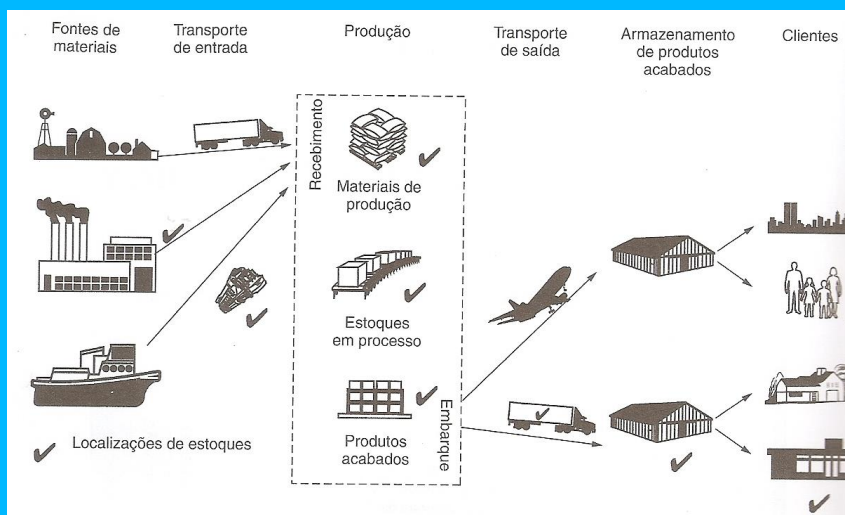 Fontes de
materiais
Transporte
de entrada
Produção
Transporte
de saída
Armazenamento
de produtos
acabados
Clientes
Recebimento
Materiais de
produção
Estoques
em processo
Produtos
acabados
Embarque
Localizações de estoques